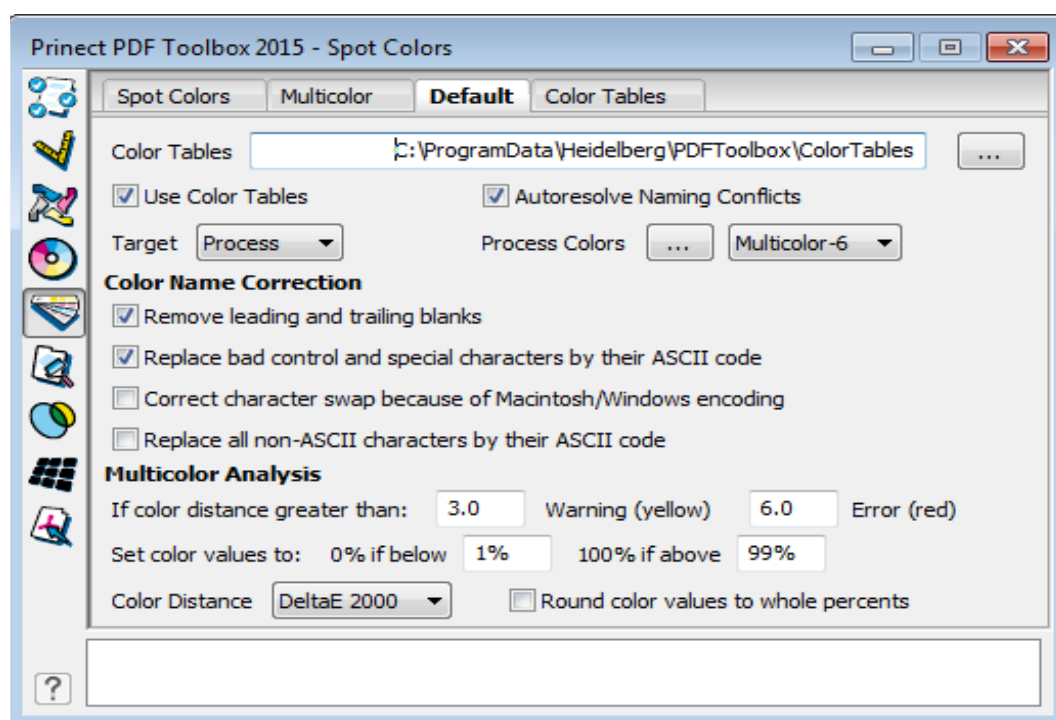 Prinect PDF Toolbox 2015 - Spot Colors
Spot Colors Multicolor Default Color Tables
Color Tables C:\ProgramData\Heidelberg\PDFToolbox\ColorTables ...
Use Color Tables Autoresolve Naming Conflicts
Target Process Process Colors ... Multicolor-6
Color Name Correction
Remove leading and trailing blanks
Replace bad control and special characters by their ASCII code
Correct character swap because of Macintosh/Windows encoding
Replace all non-ASCII characters by their ASCII code
Multicolor Analysis
If color distance greater than: 3.0 Warning (yellow) 6.0 Error (red)
Set color values to: 0% if below 1% 100% if above 99%
Color Distance DeltaE 2000 Round color values to whole percents
?